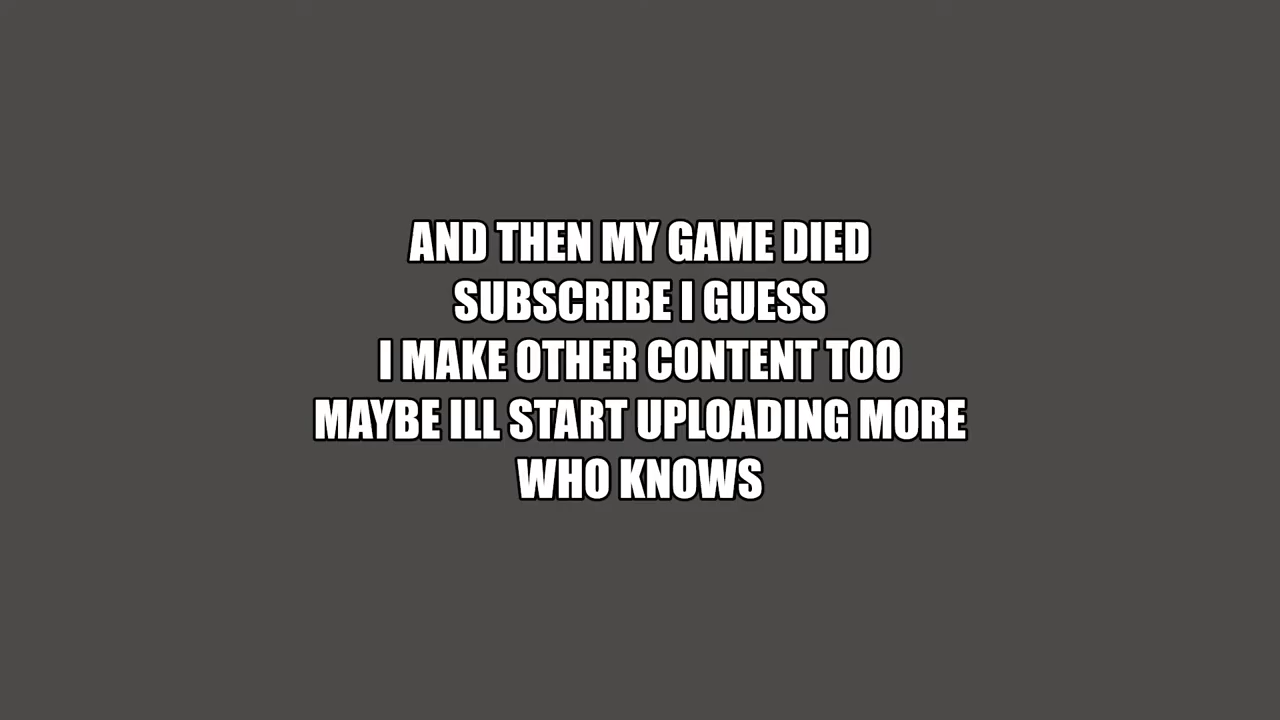 AND THEN MY GAME DIED
SUBSCRIBE I GUESS
I MAKE OTHER CONTENT TOO
MAYBE ILL START UPLOADING MORE
WHO KNOWS